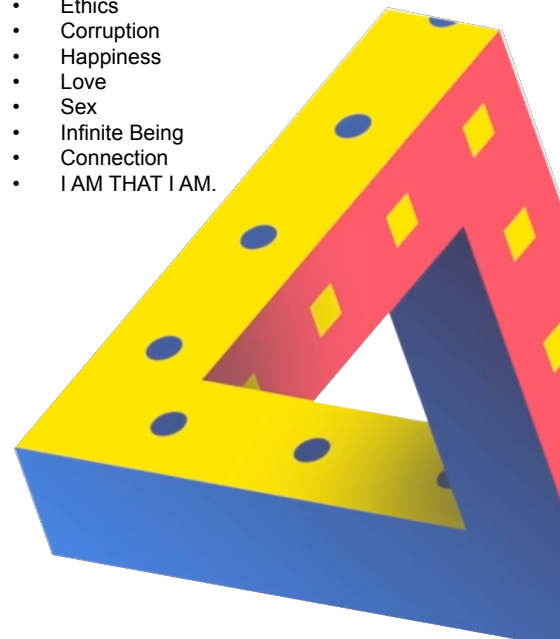 • Ethics
• Corruption
• Happiness
• Love
• Sex
• Infinite Being
• Connection
• I AM THAT I AM.